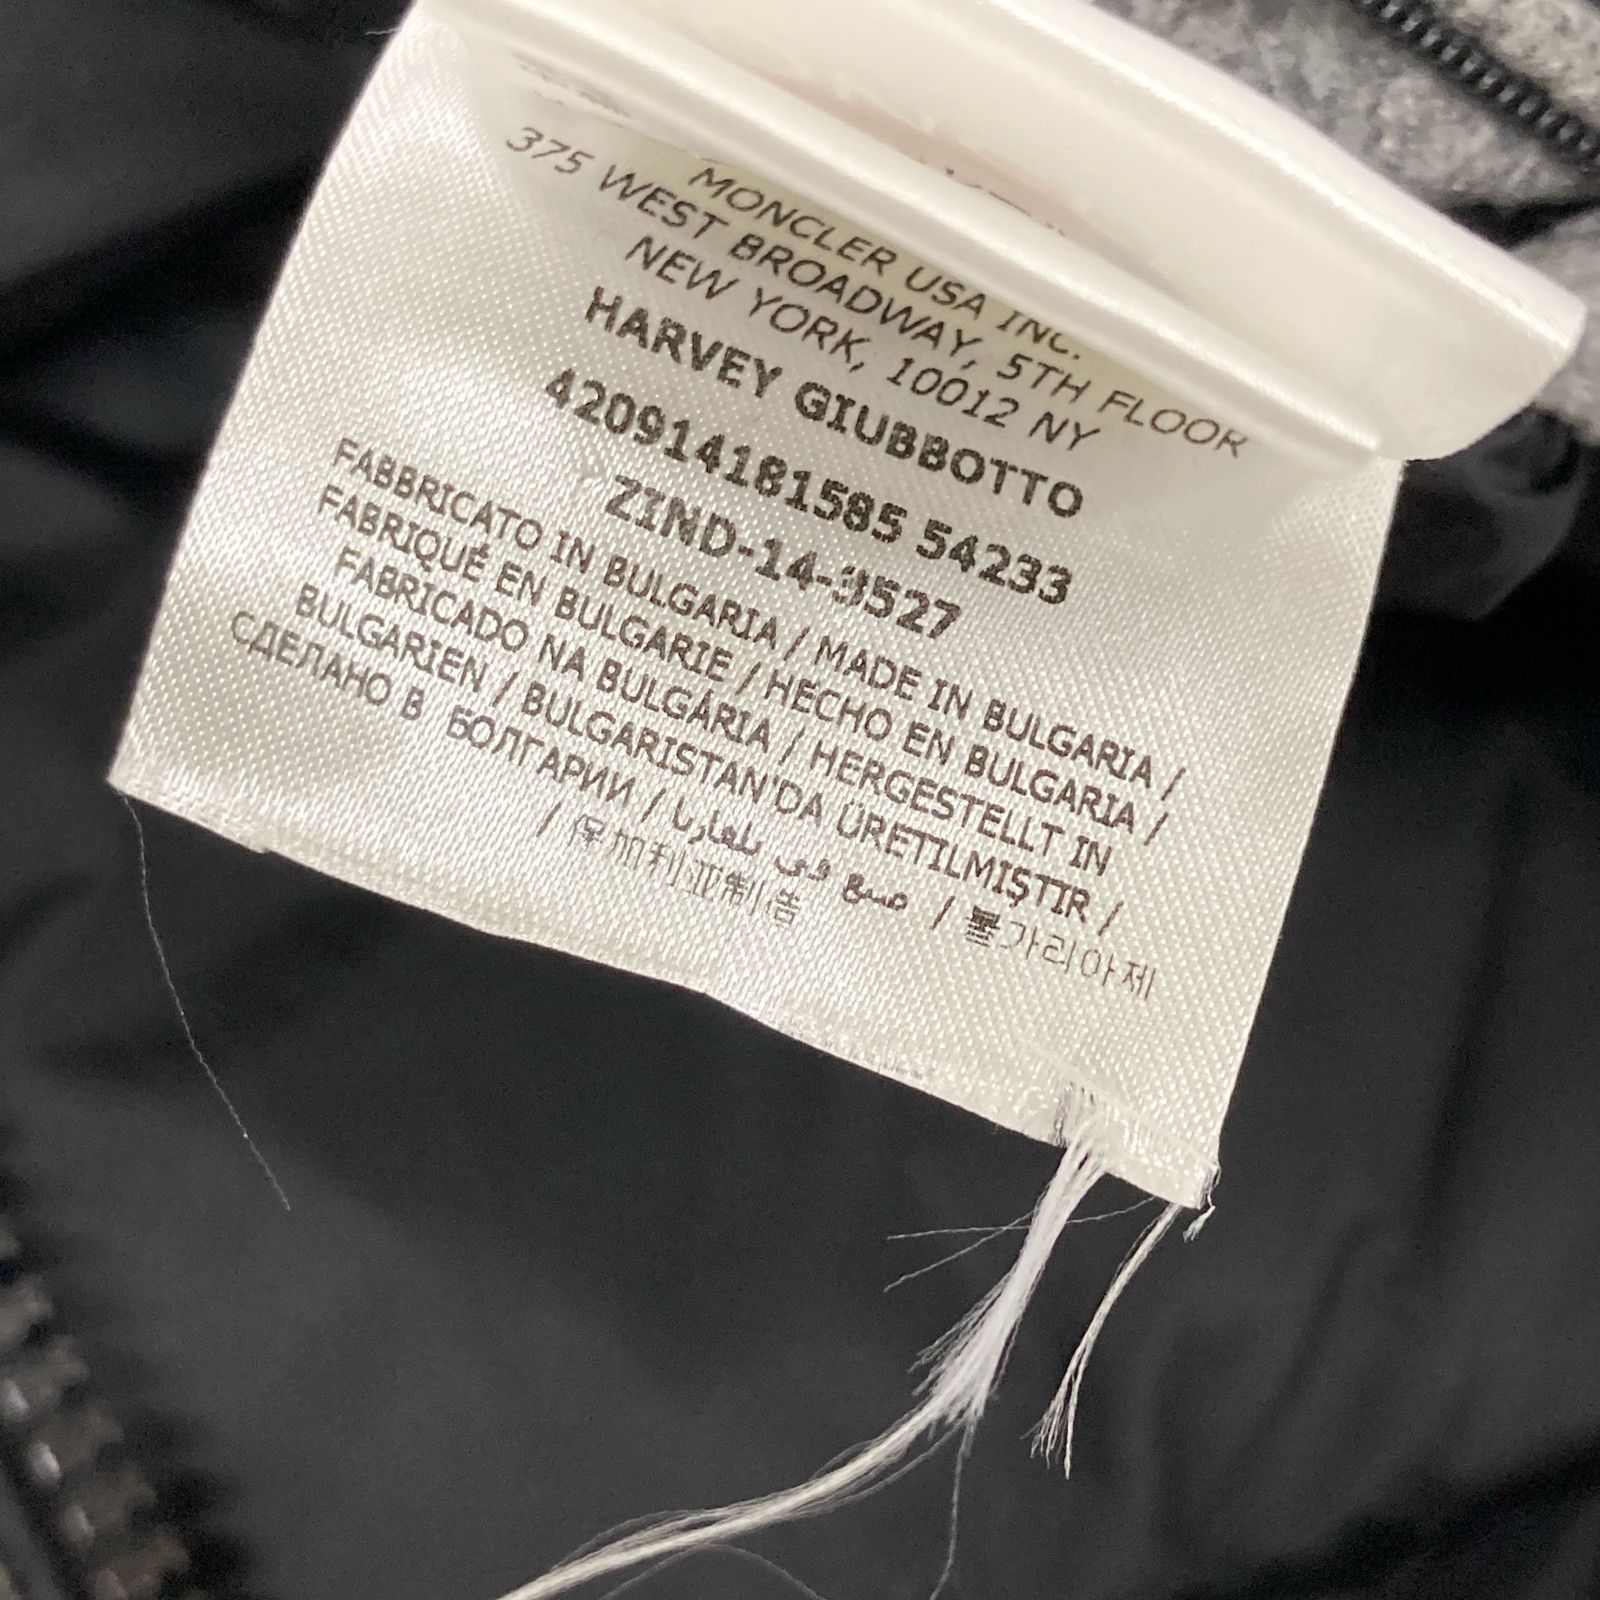 MONCLER USA INC.
375 WEST BROADWAY, 5TH FLOOR
NEW YORK, 10012 NY
HARVEY GIUBBOTTO
420914181585 54233
ZIND-14-3527
FABBRICATO IN BULGARIA / MADE IN BULGARIA /
FABRIQUÉ EN BULGARIE / HECHO EN BULGARIA /
FABRICADO NA BULGÁRIA / HERGESTELLT IN
BULGARIEN / BULGARISTAN'DA ÜRETILMIŞTIR /
СДЕЛАНО В БОЛГАРИИ / صنع في بلغاريا / 불가리아제
/ 保加利亚制造